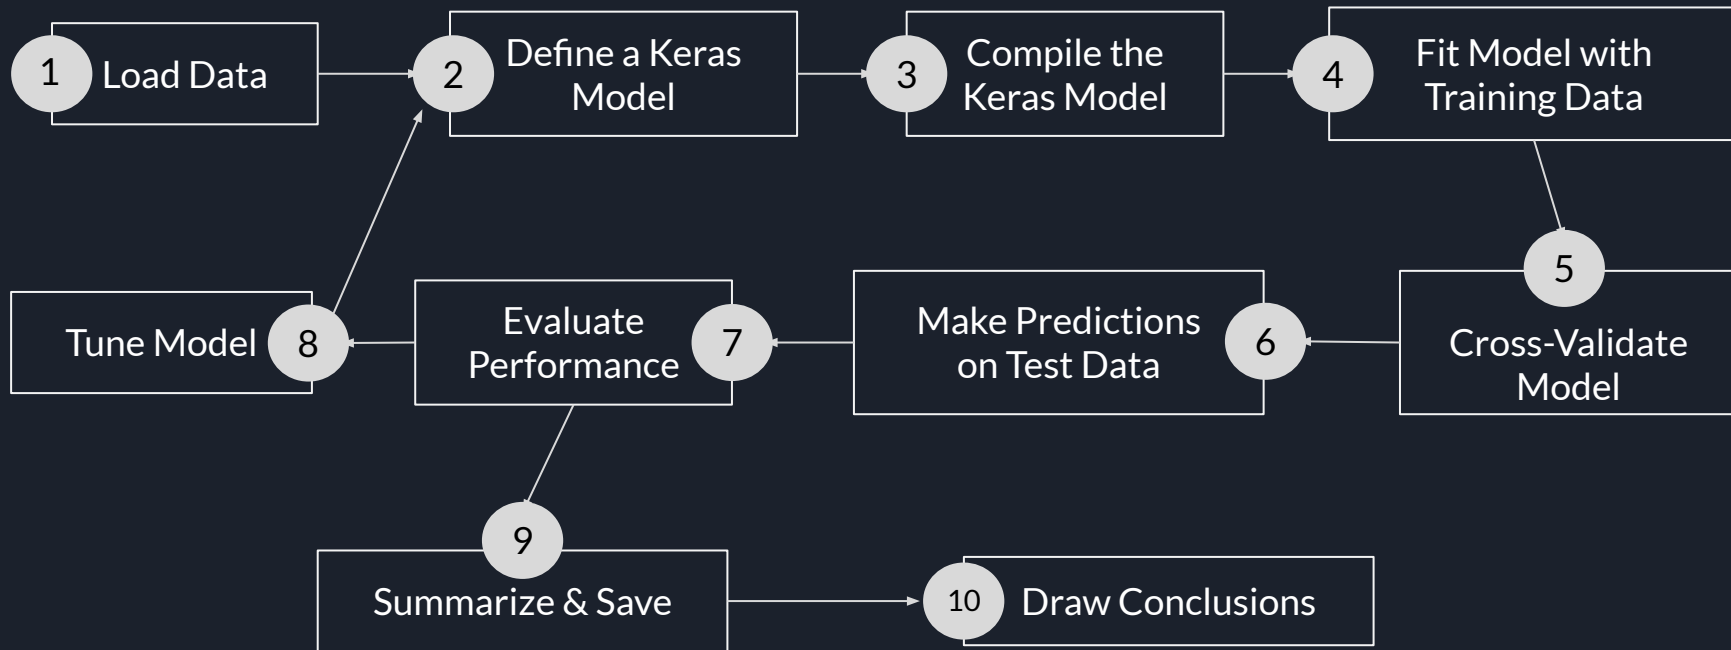 1 Load Data
2 Define a Keras
Model
3 Compile the
Keras Model
4 Fit Model with
Training Data
5
Cross-Validate
Model
6 Make Predictions
on Test Data
7 Evaluate
Performance
8 Tune Model
9
Summarize & Save
10 Draw Conclusions